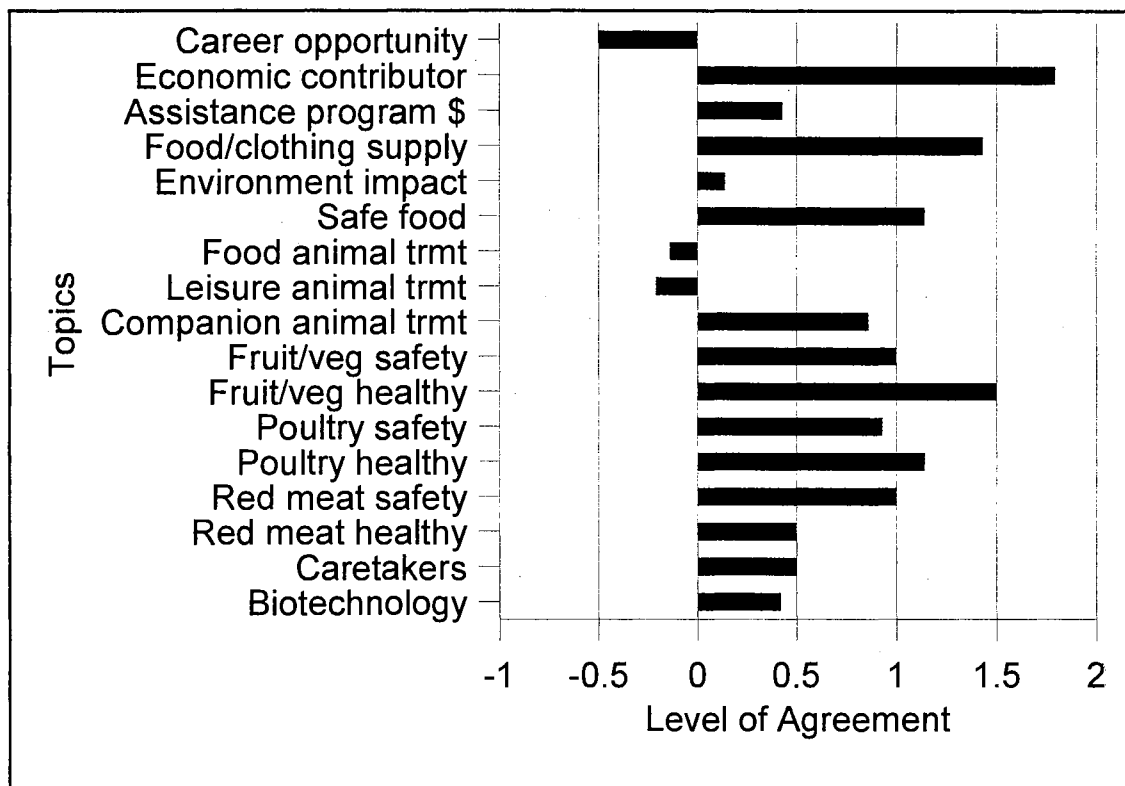 Career opportunity
Economic contributor
Assistance program $
Food/clothing supply
Environment impact
Safe food
Food animal trmt
Leisure animal trmt
Companion animal trmt
Fruit/veg safety
Fruit/veg healthy
Poultry safety
Poultry healthy
Red meat safety
Red meat healthy
Caretakers
Biotechnology
Topics
-1 -0.5 0 0.5 1 1.5 2
Level of Agreement